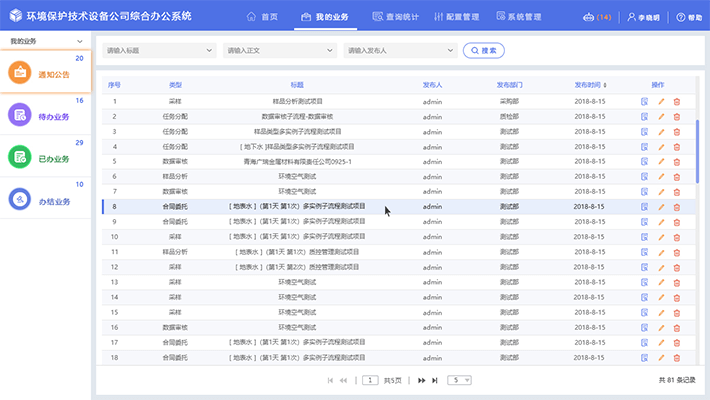 环境保护技术设备公司综合办公系统 首页 我的业务 查询统计 配置管理 系统管理 (14) 李晓明 帮助
我的业务
20
通知公告
16
待办业务
29
已办业务
10
办结业务
请输入标题 请输入正文 请输入发布人 搜索
序号 类型 标题 发布人 发布部门 发布时间 操作
1 采样 样品分析测试项目 admin 采购部 2018-8-15
2 任务分配 数据审核子流程-数据审核 admin 质检部 2018-8-15
3 任务分配 样品类型多实例子流程测试项目 admin 测试部 2018-8-15
4 任务分配 [ 地下水 ]样品类型多实例子流程测试项目 admin 测试部 2018-8-15
5 数据审核 青海广瑞金属材料有限责任公司0925-1 admin 测试部 2018-8-15
6 样品分析 环境空气测试 admin 测试部 2018-8-15
7 数据审核 环境空气测试 admin 测试部 2018-8-15
8 合同委托 [ 地表水 ]（第1天 第1次）多实例子流程测试项目 admin 测试部 2018-8-15
9 合同委托 [ 地表水 ]（第1天 第1次）多实例子流程测试项目 admin 测试部 2018-8-15
10 采样 [ 地表水 ]（第1天 第1次）多实例子流程测试项目 admin 测试部 2018-8-15
11 样品分析 [ 地表水 ]（第1天 第1次）质控管理测试项目 admin 测试部 2018-8-15
12 采样 [ 地表水 ]（第1天 第2次）质控管理测试项目 admin 测试部 2018-8-15
13 采样 环境空气测试 admin 测试部 2018-8-15
14 采样 环境空气测试 admin 测试部 2018-8-15
15 采样 环境空气测试 admin 测试部 2018-8-15
16 数据审核 环境空气测试 admin 测试部 2018-8-15
17 合同委托 [ 地表水 ]（第1天 第1次）多实例子流程测试项目 admin 测试部 2018-8-15
18 合同委托 [ 地表水 ]（第1天 第1次）多实例子流程测试项目 admin 测试部 2018-8-15
1 共5页 5 共 81 条记录